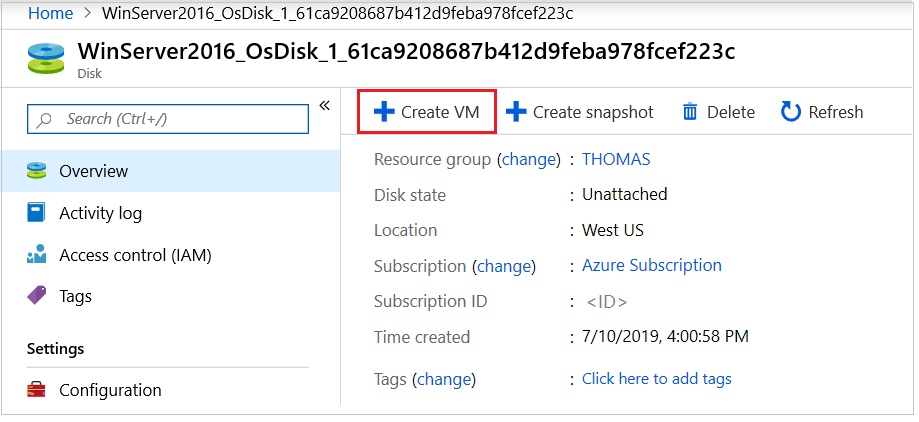 Home > WinServer2016_OsDisk_1_61ca9208687b412d9feba978fcef223c
WinServer2016_OsDisk_1_61ca9208687b412d9feba978fcef223c
Disk
Search (Ctrl+/)
«
Overview
Activity log
Access control (IAM)
Tags
Settings
Configuration
Create VM Create snapshot Delete Refresh
Resource group (change) : THOMAS
Disk state : Unattached
Location : West US
Subscription (change) : Azure Subscription
Subscription ID : <ID>
Time created : 7/10/2019, 4:00:58 PM
Tags (change) : Click here to add tags